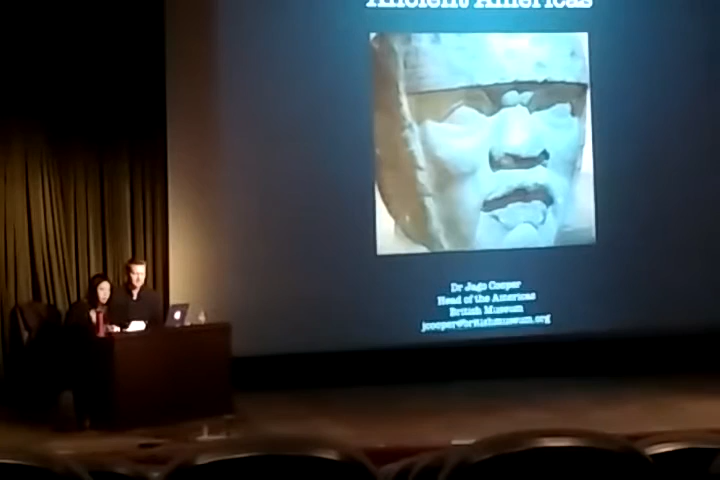 Ancient Americas
Dr Jago Cooper
Head of the Americas
British Museum
jcooper@britishmuseum.org